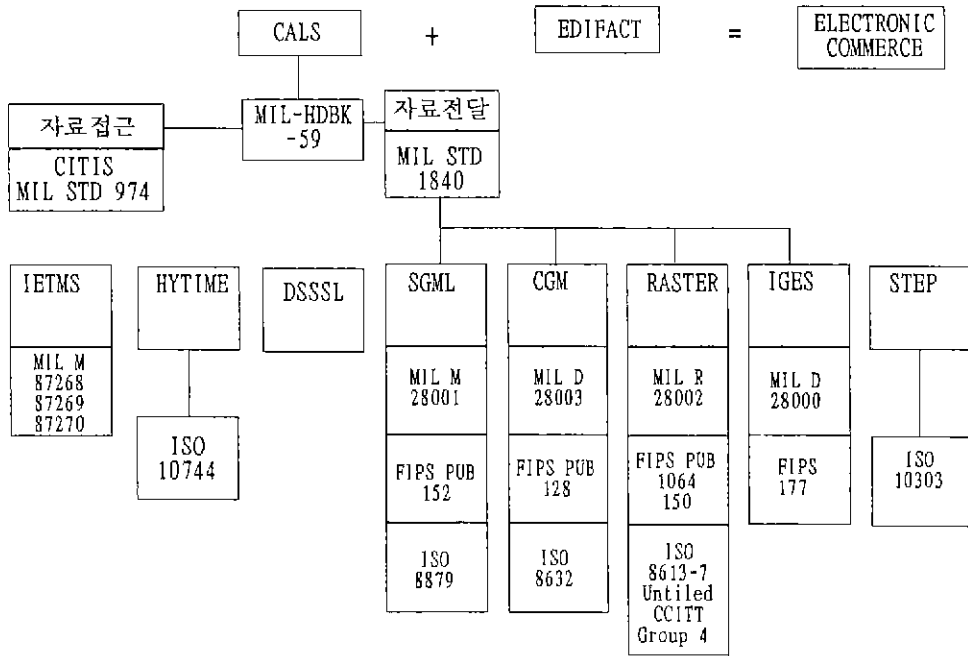 CALS
+
EDIFACT
=
ELECTRONIC
COMMERCE
자료접근
CITIS
MIL STD 974
MIL-HDBK
-59
자료전달
MIL STD
1840
IETMS
MIL M
87268
87269
87270
HYTIME
ISO
10744
DSSSL
SGML
MIL M
28001
FIPS PUB
152
ISO
8879
CGM
MIL D
28003
FIPS PUB
128
ISO
8632
RASTER
MIL R
28002
FIPS PUB
1064
150
ISO
8613-7
Untiled
CCITT
Group 4
IGES
MIL D
28000
FIPS
177
STEP
ISO
10303